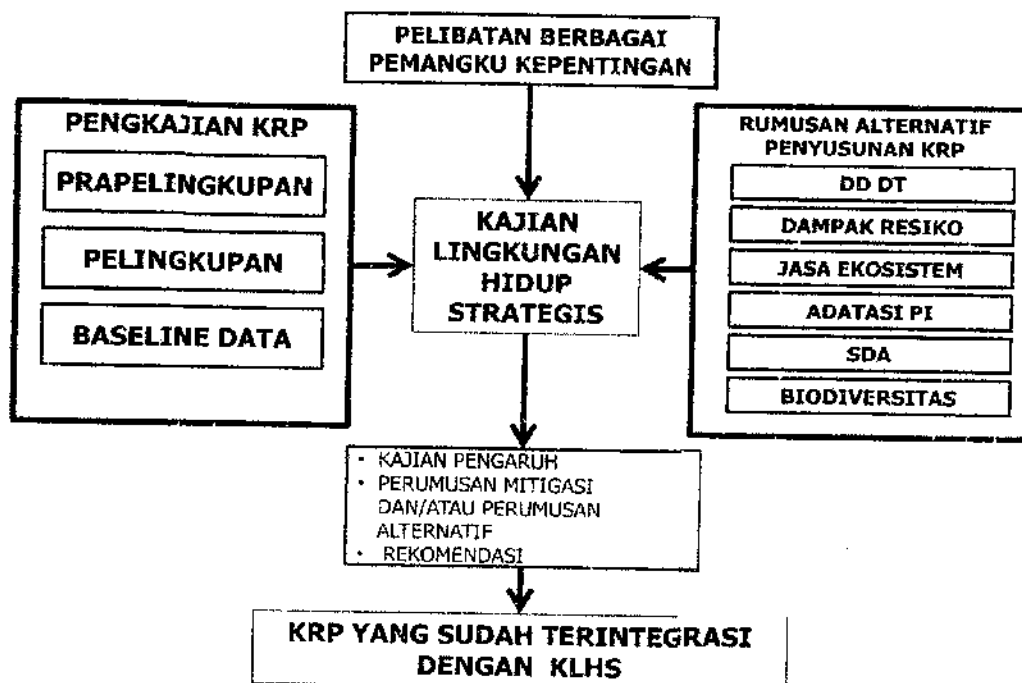 PELIBATAN BERBAGAI
PEMANGKU KEPENTINGAN
PENGKAJIAN KRP
PRAPELINGKUPAN
PELINGKUPAN
BASELINE DATA
KAJIAN
LINGKUNGAN
HIDUP
STRATEGIS
RUMUSAN ALTERNATIF
PENYUSUNAN KRP
DD DT
DAMPAK RESIKO
JASA EKOSISTEM
ADATASI PI
SDA
BIODIVERSITAS
• KAJIAN PENGARUH
• PERUMUSAN MITIGASI
DAN/ATAU PERUMUSAN
ALTERNATIF
• REKOMENDASI
KRP YANG SUDAH TERINTEGRASI
DENGAN KLHS